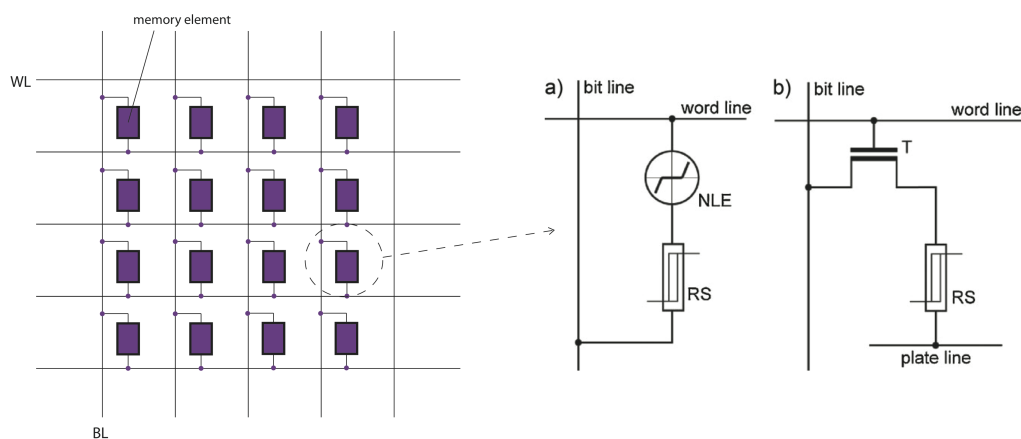 memory element
WL
BL
a)
bit line
word line
NLE
RS
b)
bit line
word line
T
RS
plate line